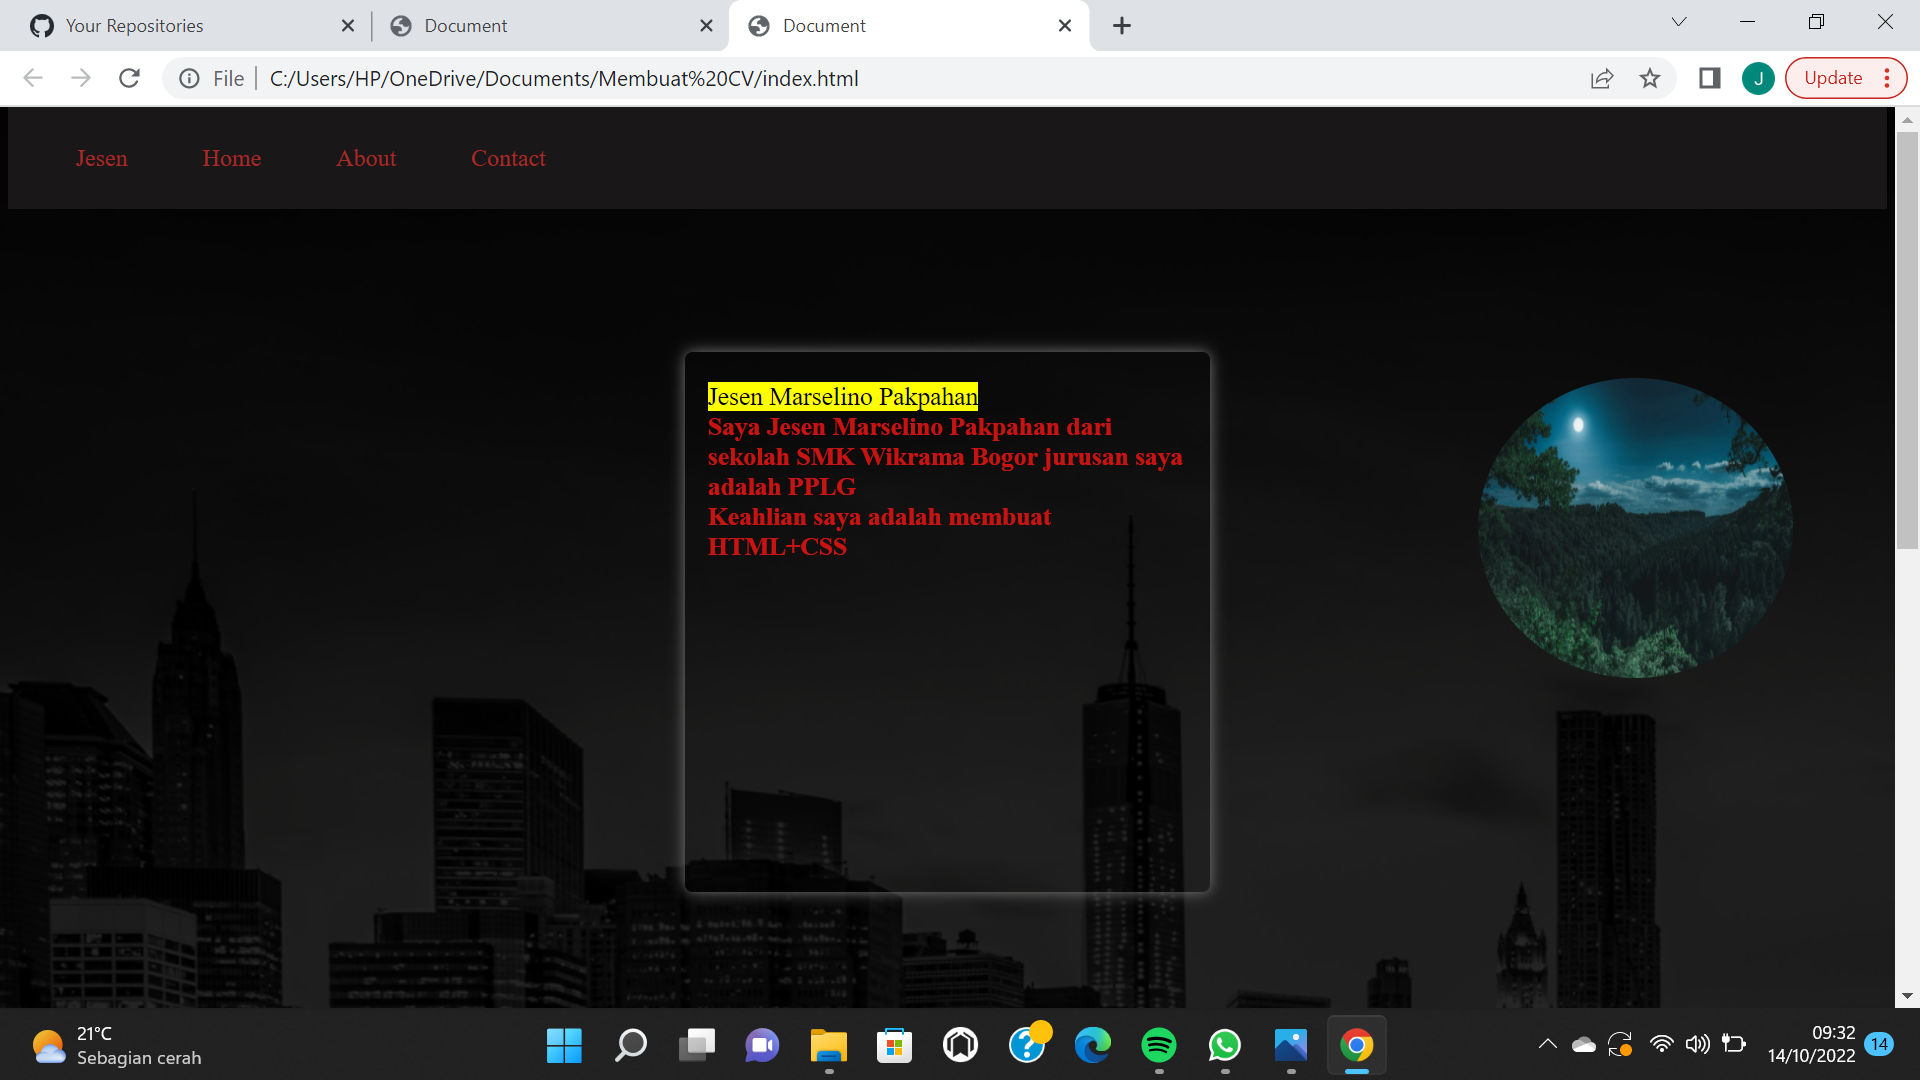 Your Repositories
Document
Document
File
C:/Users/HP/OneDrive/Documents/Membuat%20CV/index.html
J
Update
Jesen Home About Contact
Jesen Marselino Pakpahan
Saya Jesen Marselino Pakpahan dari
sekolah SMK Wikrama Bogor jurusan saya
adalah PPLG
Keahlian saya adalah membuat
HTML+CSS
21°C
Sebagian cerah
09:32
14/10/2022
14